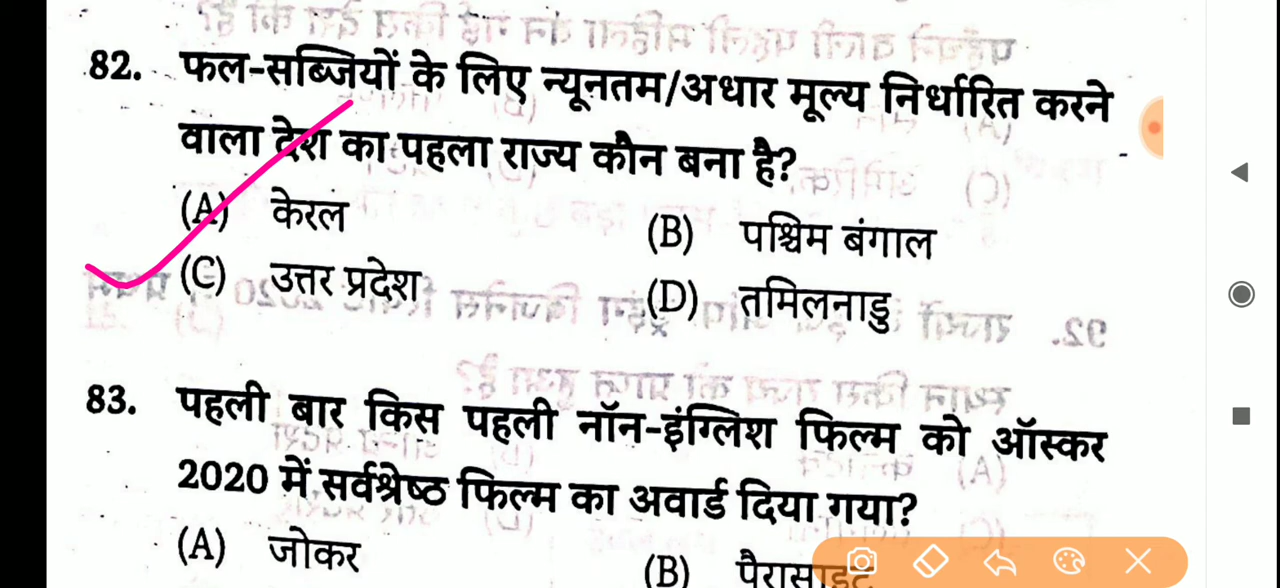 82. फल-सब्जियों के लिए न्यूनतम/अधार मूल्य निर्धारित करने
वाला देश का पहला राज्य कौन बना है?
(A) केरल
(B) पश्चिम बंगाल
(C) उत्तर प्रदेश
(D) तमिलनाडु
83. पहली बार किस पहली नॉन-इंग्लिश फिल्म को ऑस्कर
2020 में सर्वश्रेष्ठ फिल्म का अवार्ड दिया गया?
(A) जोकर
(B) पैरासाइट